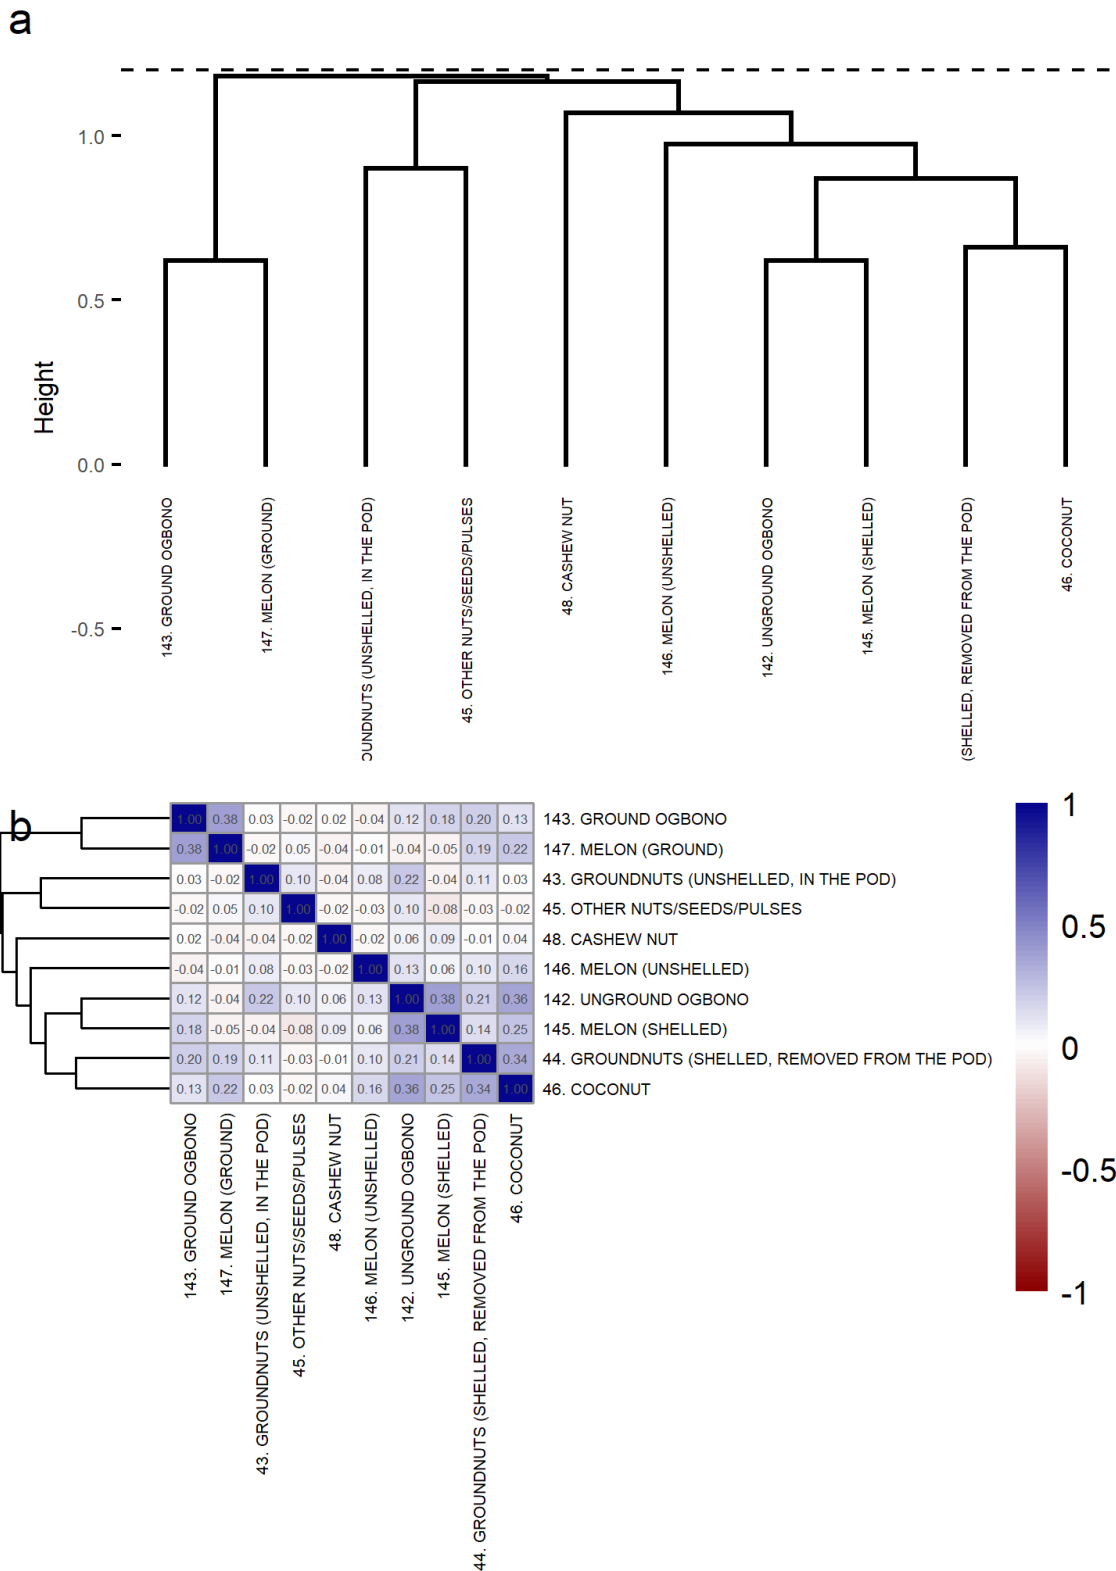 a
1.0
0.5
0.0
-0.5
Height
143. GROUND OGBONO
147. MELON (GROUND)
OUNDNUTS (UNSHELLED, IN THE POD)
45. OTHER NUTS/SEEDS/PULSES
48. CASHEW NUT
146. MELON (UNSHELLED)
142. UNGROUND OGBONO
145. MELON (SHELLED)
(SHELLED, REMOVED FROM THE POD)
46. COCONUT
b
1.00 0.38 0.03 -0.02 0.02 -0.04 0.12 0.18 0.20 0.13 143. GROUND OGBONO
0.38 1.00 -0.02 0.05 -0.04 -0.01 -0.04 -0.05 0.19 0.22 147. MELON (GROUND)
0.03 -0.02 1.00 0.10 -0.04 0.08 0.22 -0.04 0.11 0.03 43. GROUNDNUTS (UNSHELLED, IN THE POD)
-0.02 0.05 0.10 1.00 -0.02 -0.03 0.10 -0.08 -0.03 -0.02 45. OTHER NUTS/SEEDS/PULSES
0.02 -0.04 -0.04 -0.02 1.00 -0.02 0.06 0.09 -0.01 0.04 48. CASHEW NUT
-0.04 -0.01 0.08 -0.03 -0.02 1.00 0.13 0.06 0.10 0.16 146. MELON (UNSHELLED)
0.12 -0.04 0.22 0.10 0.06 0.13 1.00 0.38 0.21 0.36 142. UNGROUND OGBONO
0.18 -0.05 -0.04 -0.08 0.09 0.06 0.38 1.00 0.14 0.25 145. MELON (SHELLED)
0.20 0.19 0.11 -0.03 -0.01 0.10 0.21 0.14 1.00 0.34 44. GROUNDNUTS (SHELLED, REMOVED FROM THE POD)
0.13 0.22 0.03 -0.02 0.04 0.16 0.36 0.25 0.34 1.00 46. COCONUT
143. GROUND OGBONO
147. MELON (GROUND)
43. GROUNDNUTS (UNSHELLED, IN THE POD)
45. OTHER NUTS/SEEDS/PULSES
48. CASHEW NUT
146. MELON (UNSHELLED)
142. UNGROUND OGBONO
145. MELON (SHELLED)
44. GROUNDNUTS (SHELLED, REMOVED FROM THE POD)
46. COCONUT
1
0.5
0
-0.5
-1